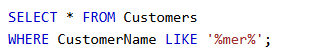 SELECT * FROM Customers
WHERE CustomerName LIKE '%mer%';